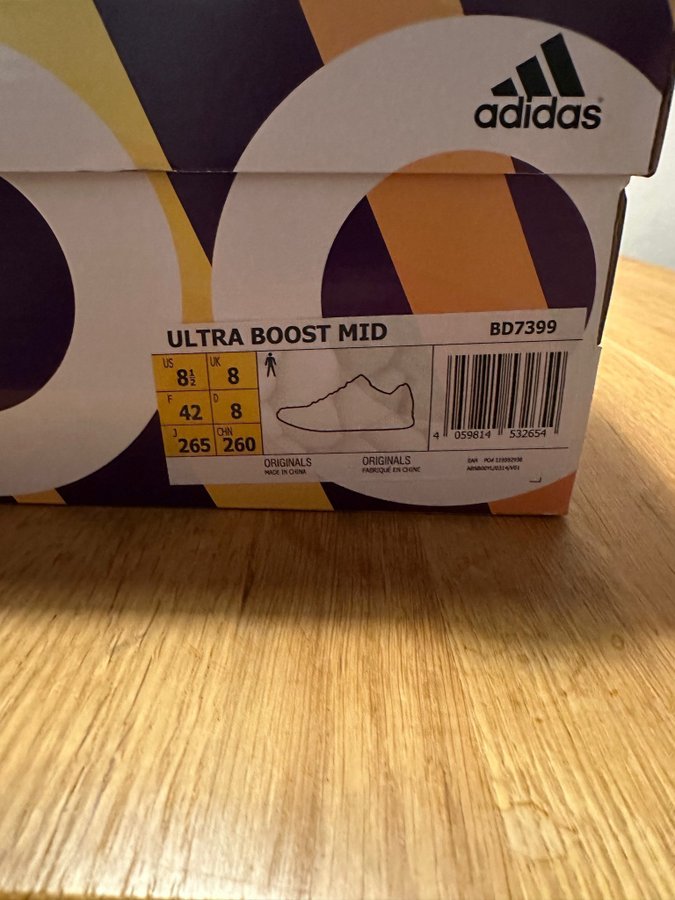 adidas
ULTRA BOOST MID
BD7399
US 8½ UK 8
F 42 D 8
J 265 CHN 260
4 059814 532654
ORIGINALS
MADE IN CHINA
ORIGINALS
FABRIQUÉ EN CHINE